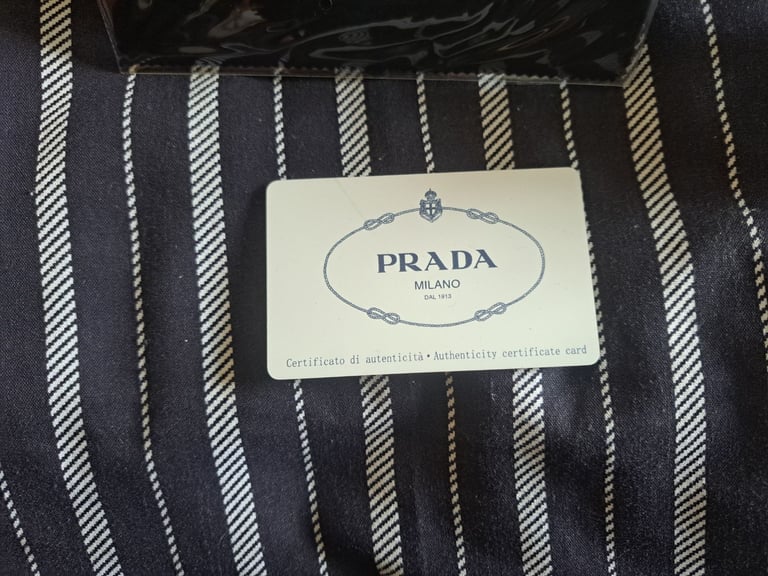 PRADA
MILANO
DAL 1913
Certificato di autenticità • Authenticity certificate card